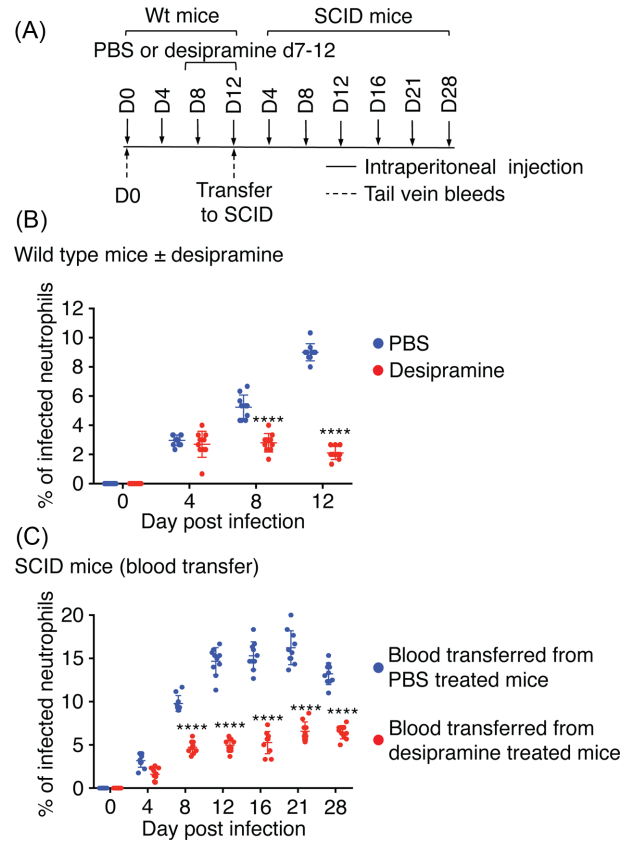 (A)
Wt mice SCID mice
PBS or desipramine d7-12
D0 D4 D8 D12 D4 D8 D12 D16 D21 D28
Intraperitoneal injection
Tail vein bleeds
D0
Transfer
to SCID
(B)
Wild type mice ± desipramine
% of infected neutrophils
12
10
8
6
4
2
0
**** ****
0 4 8 12
Day post infection
PBS
Desipramine
(C)
SCID mice (blood transfer)
% of infected neutrophils
20
15
10
5
0
**** **** **** **** ****
0 4 8 12 16 21 28
Day post infection
Blood transferred from
PBS treated mice
Blood transferred from
desipramine treated mice